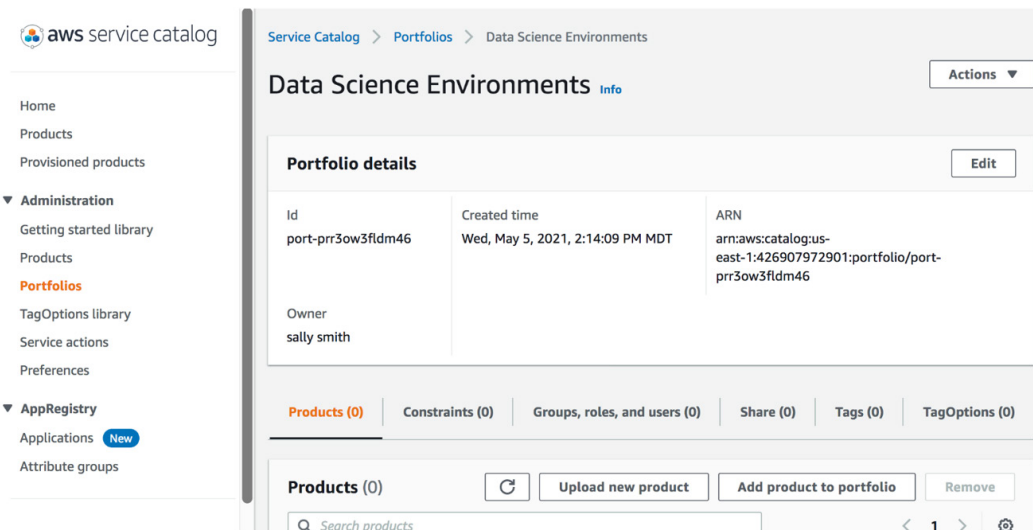 aws service catalog
Home
Products
Provisioned products
Administration
Getting started library
Products
Portfolios
TagOptions library
Service actions
Preferences
AppRegistry
Applications New
Attribute groups
Service Catalog > Portfolios > Data Science Environments
Data Science Environments Info
Actions
Portfolio details
Edit
Id
port-prr3ow3fldm46
Created time
Wed, May 5, 2021, 2:14:09 PM MDT
ARN
arn:aws:catalog:us-
east-1:426907972901:portfolio/port-
prr3ow3fldm46
Owner
sally smith
Products (0) Constraints (0) Groups, roles, and users (0) Share (0) Tags (0) TagOptions (0)
Products (0) Upload new product Add product to portfolio Remove
Search products < 1 >